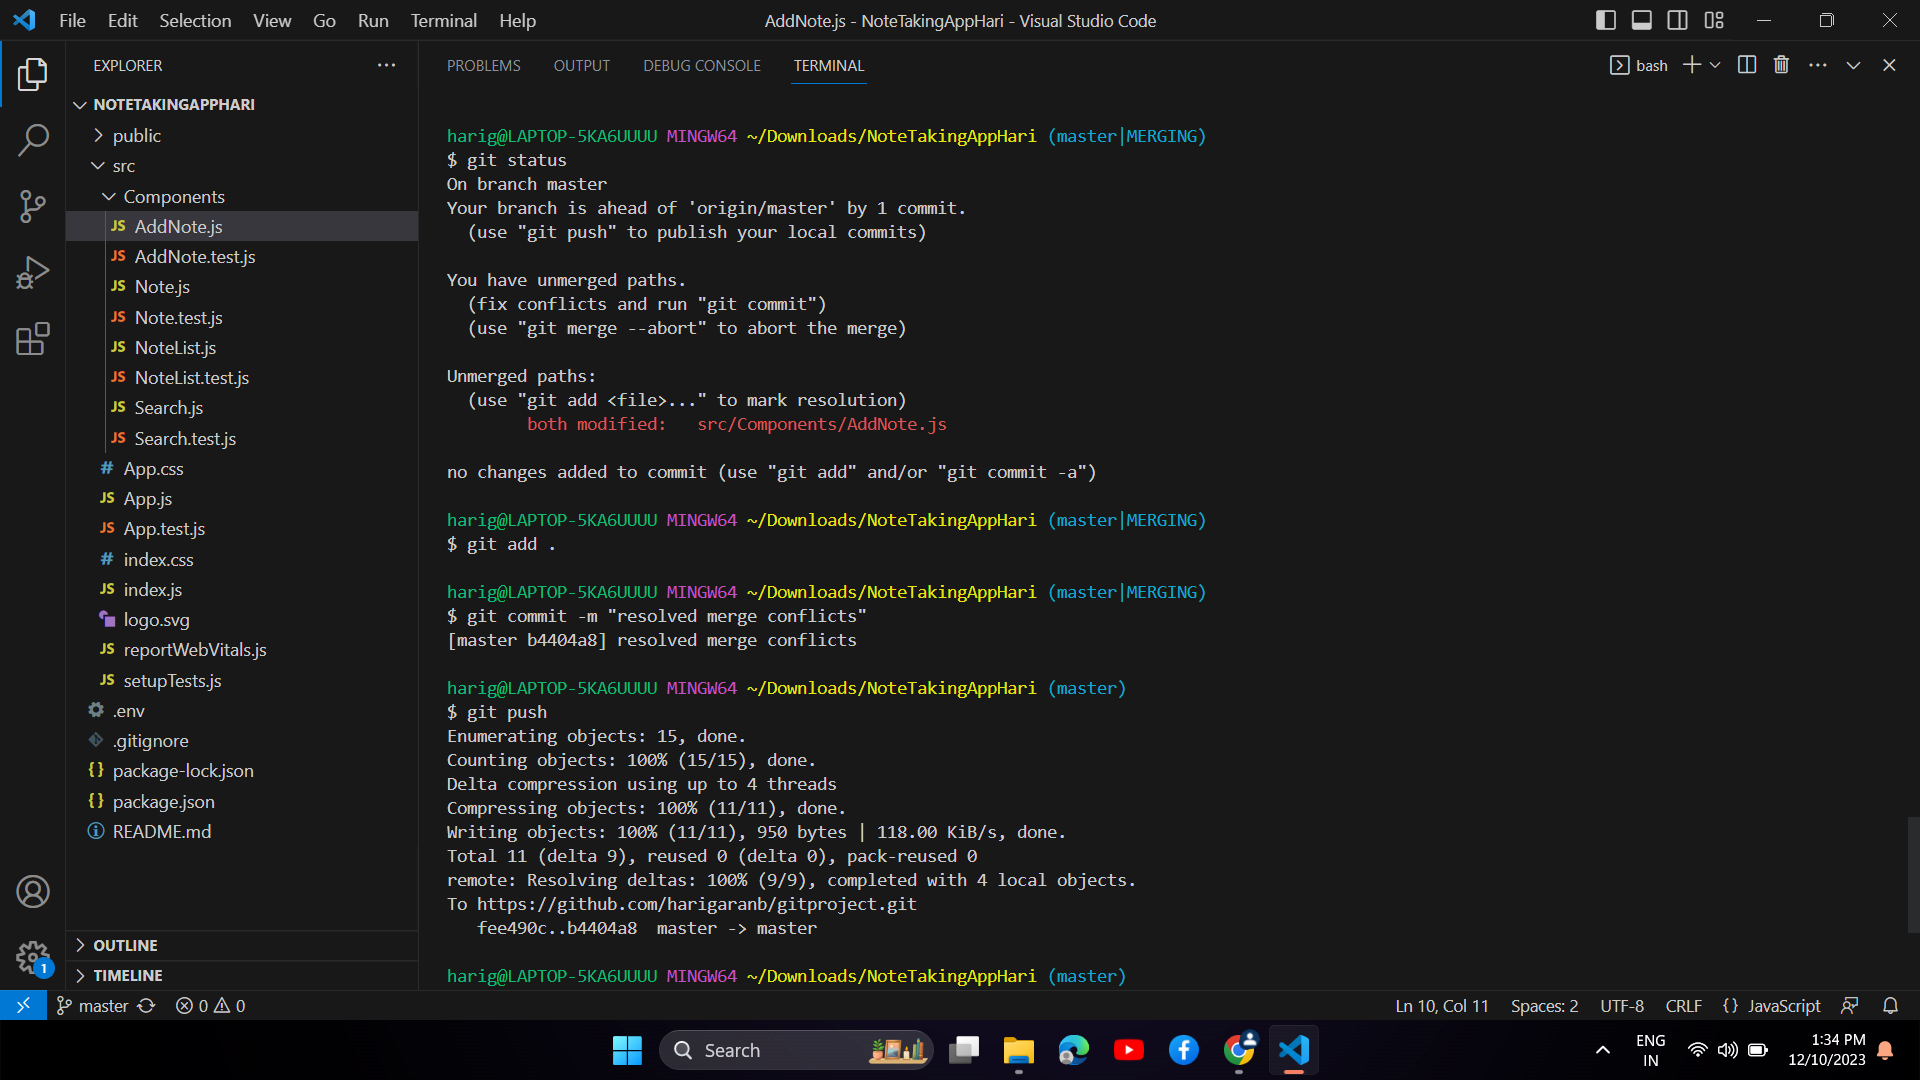 File Edit Selection View Go Run Terminal Help
AddNote.js - NoteTakingAppHari - Visual Studio Code
EXPLORER
NOTETAKINGAPPHARI
public
src
Components
JS AddNote.js
JS AddNote.test.js
JS Note.js
JS Note.test.js
JS NoteList.js
JS NoteList.test.js
JS Search.js
JS Search.test.js
# App.css
JS App.js
JS App.test.js
# index.css
JS index.js
logo.svg
JS reportWebVitals.js
JS setupTests.js
.env
.gitignore
{} package-lock.json
{} package.json
README.md
OUTLINE
TIMELINE
1
PROBLEMS OUTPUT DEBUG CONSOLE TERMINAL
bash
harig@LAPTOP-5KA6UUUU MINGW64 ~/Downloads/NoteTakingAppHari (master|MERGING)
$ git status
On branch master
Your branch is ahead of 'origin/master' by 1 commit.
(use "git push" to publish your local commits)
You have unmerged paths.
(fix conflicts and run "git commit")
(use "git merge --abort" to abort the merge)
Unmerged paths:
(use "git add <file>..." to mark resolution)
both modified:   src/Components/AddNote.js
no changes added to commit (use "git add" and/or "git commit -a")
harig@LAPTOP-5KA6UUUU MINGW64 ~/Downloads/NoteTakingAppHari (master|MERGING)
$ git add .
harig@LAPTOP-5KA6UUUU MINGW64 ~/Downloads/NoteTakingAppHari (master|MERGING)
$ git commit -m "resolved merge conflicts"
[master b4404a8] resolved merge conflicts
harig@LAPTOP-5KA6UUUU MINGW64 ~/Downloads/NoteTakingAppHari (master)
$ git push
Enumerating objects: 15, done.
Counting objects: 100% (15/15), done.
Delta compression using up to 4 threads
Compressing objects: 100% (11/11), done.
Writing objects: 100% (11/11), 950 bytes | 118.00 KiB/s, done.
Total 11 (delta 9), reused 0 (delta 0), pack-reused 0
remote: Resolving deltas: 100% (9/9), completed with 4 local objects.
To https://github.com/harigaranb/gitproject.git
fee490c..b4404a8  master -> master
harig@LAPTOP-5KA6UUUU MINGW64 ~/Downloads/NoteTakingAppHari (master)
master 0 0
Ln 10, Col 11 Spaces: 2 UTF-8 CRLF {} JavaScript
Search
ENG
IN
1:34 PM
12/10/2023